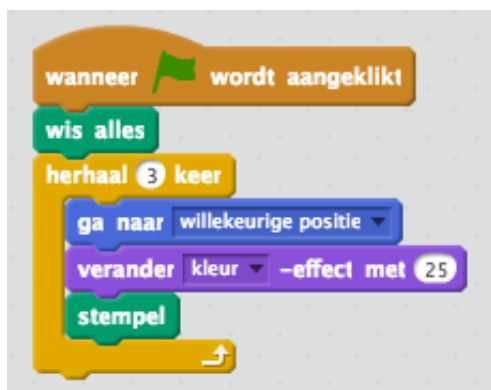 wanneer wordt aangeklikt
wis alles
herhaal 3 keer
ga naar willekeurige positie
verander kleur -effect met 25
stempel